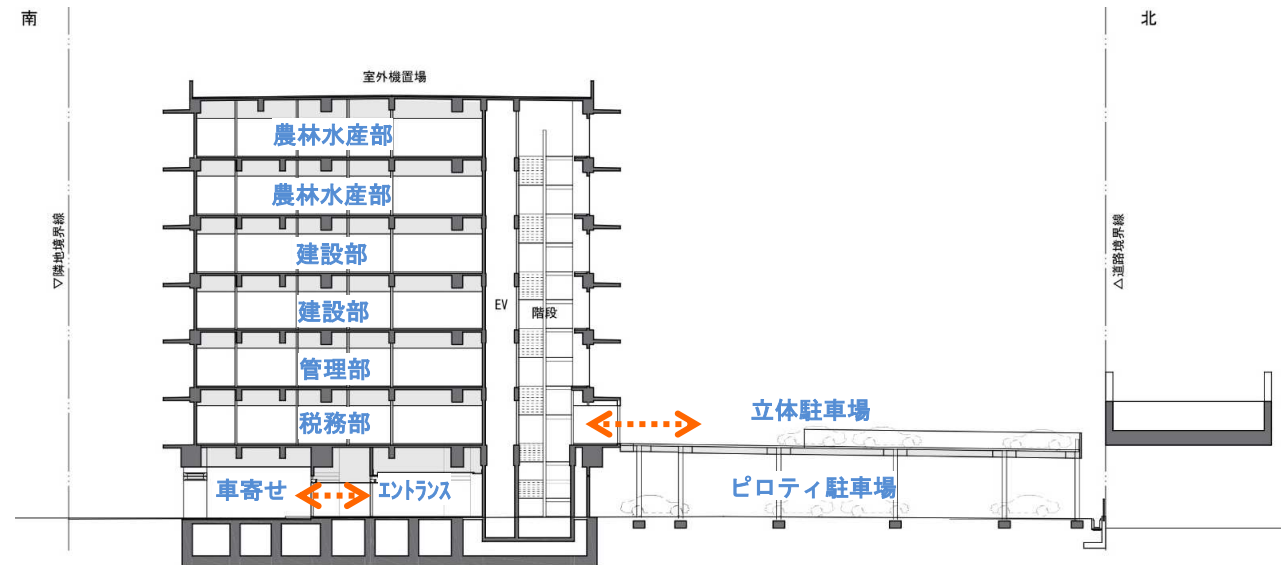 南
北
室外機置場
農林水産部
農林水産部
建設部
建設部
管理部
税務部
EV
階段
立体駐車場
車寄せ
エントランス
ピロティ駐車場
▽隣地境界線
△道路境界線